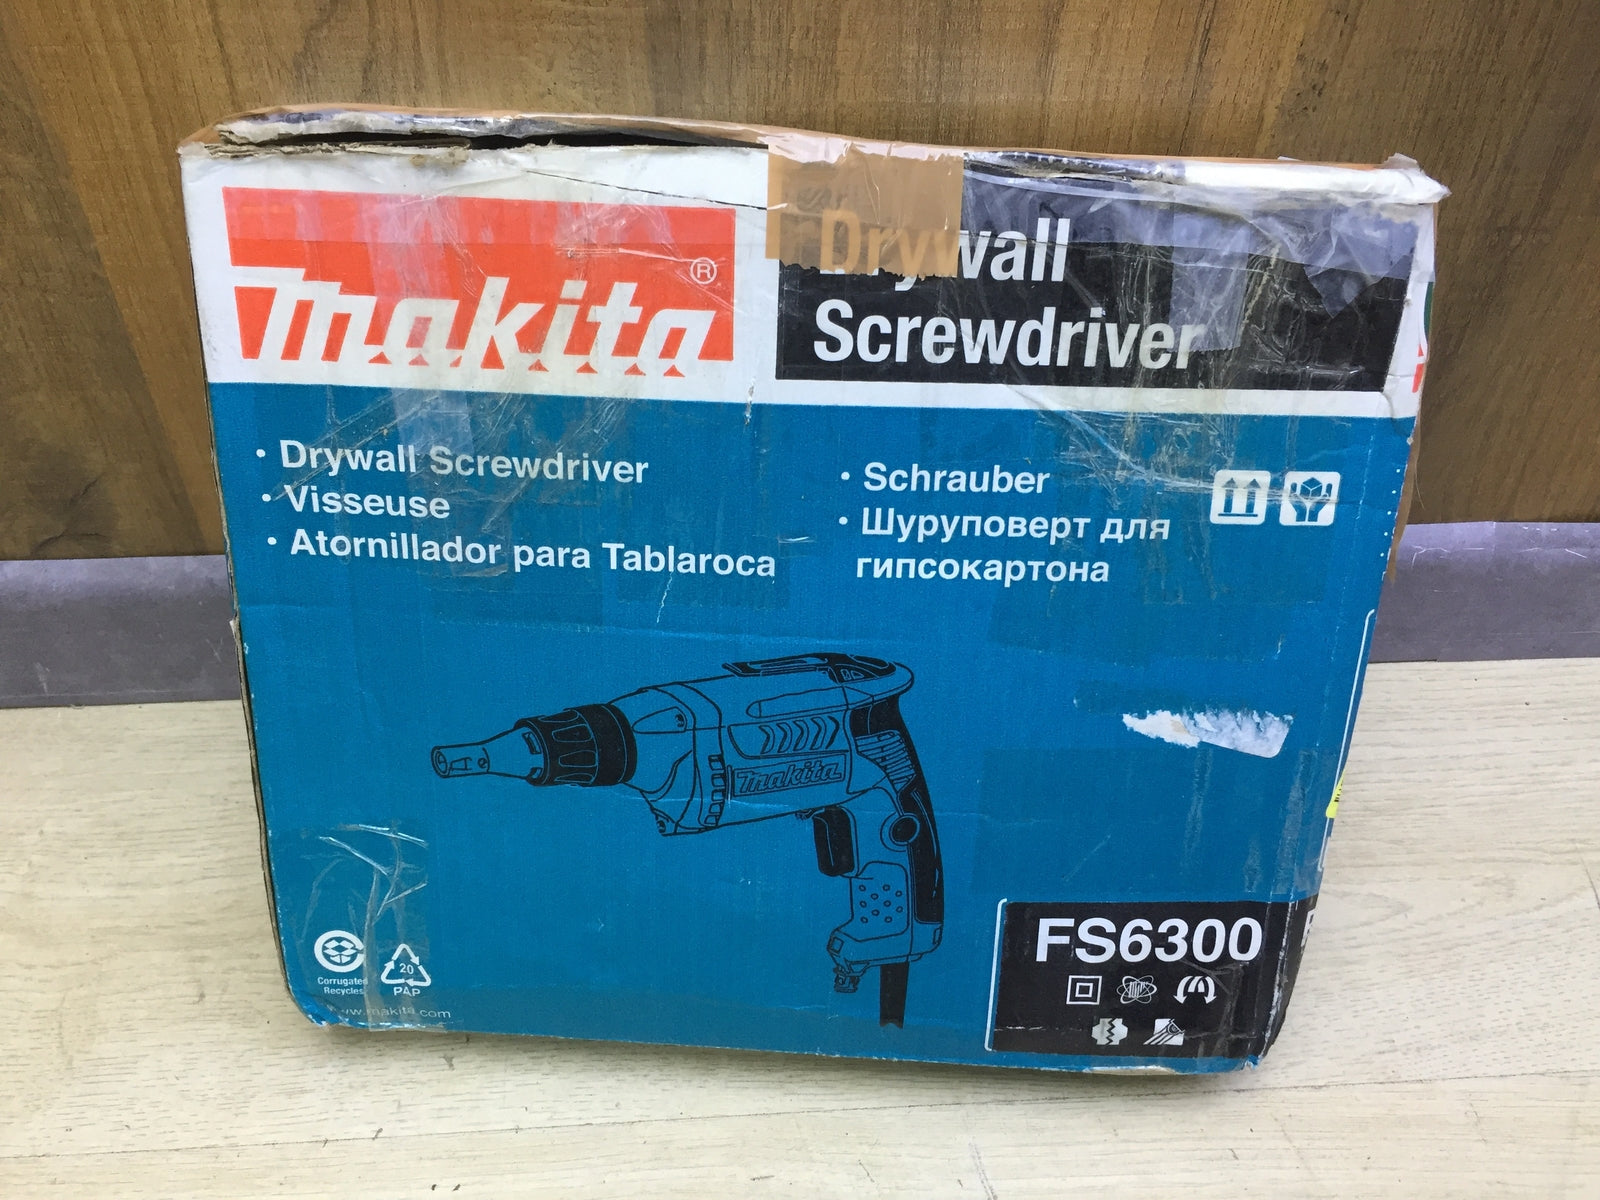 makita®
Drywall
Screwdriver
• Drywall Screwdriver
• Visseuse
• Atornillador para Tablaroca
• Schrauber
• Шуруповерт для
гипсокартона
makita
FS6300
Corrugated
Recycles
20
PAP
www.makita.com